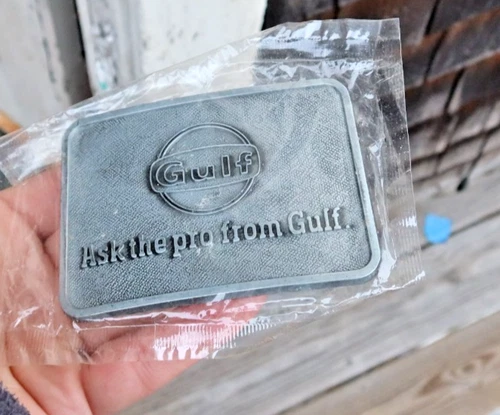 Gulf
Ask the pro from Gulf.